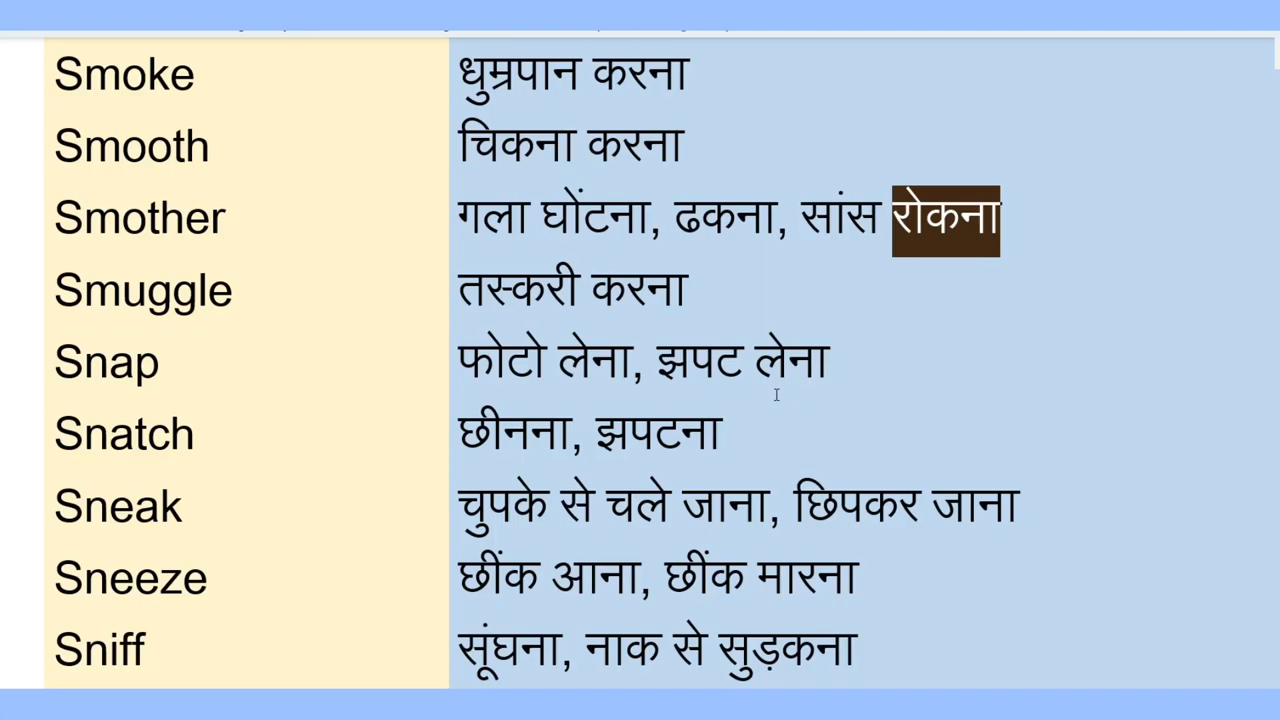 Smoke धुम्रपान करना
Smooth चिकना करना
Smother गला घोंटना, ढकना, सांस रोकना
Smuggle तस्करी करना
Snap फोटो लेना, झपट लेना
Snatch छीनना, झपटना
Sneak चुपके से चले जाना, छिपकर जाना
Sneeze छींक आना, छींक मारना
Sniff सूंघना, नाक से सुड़कना